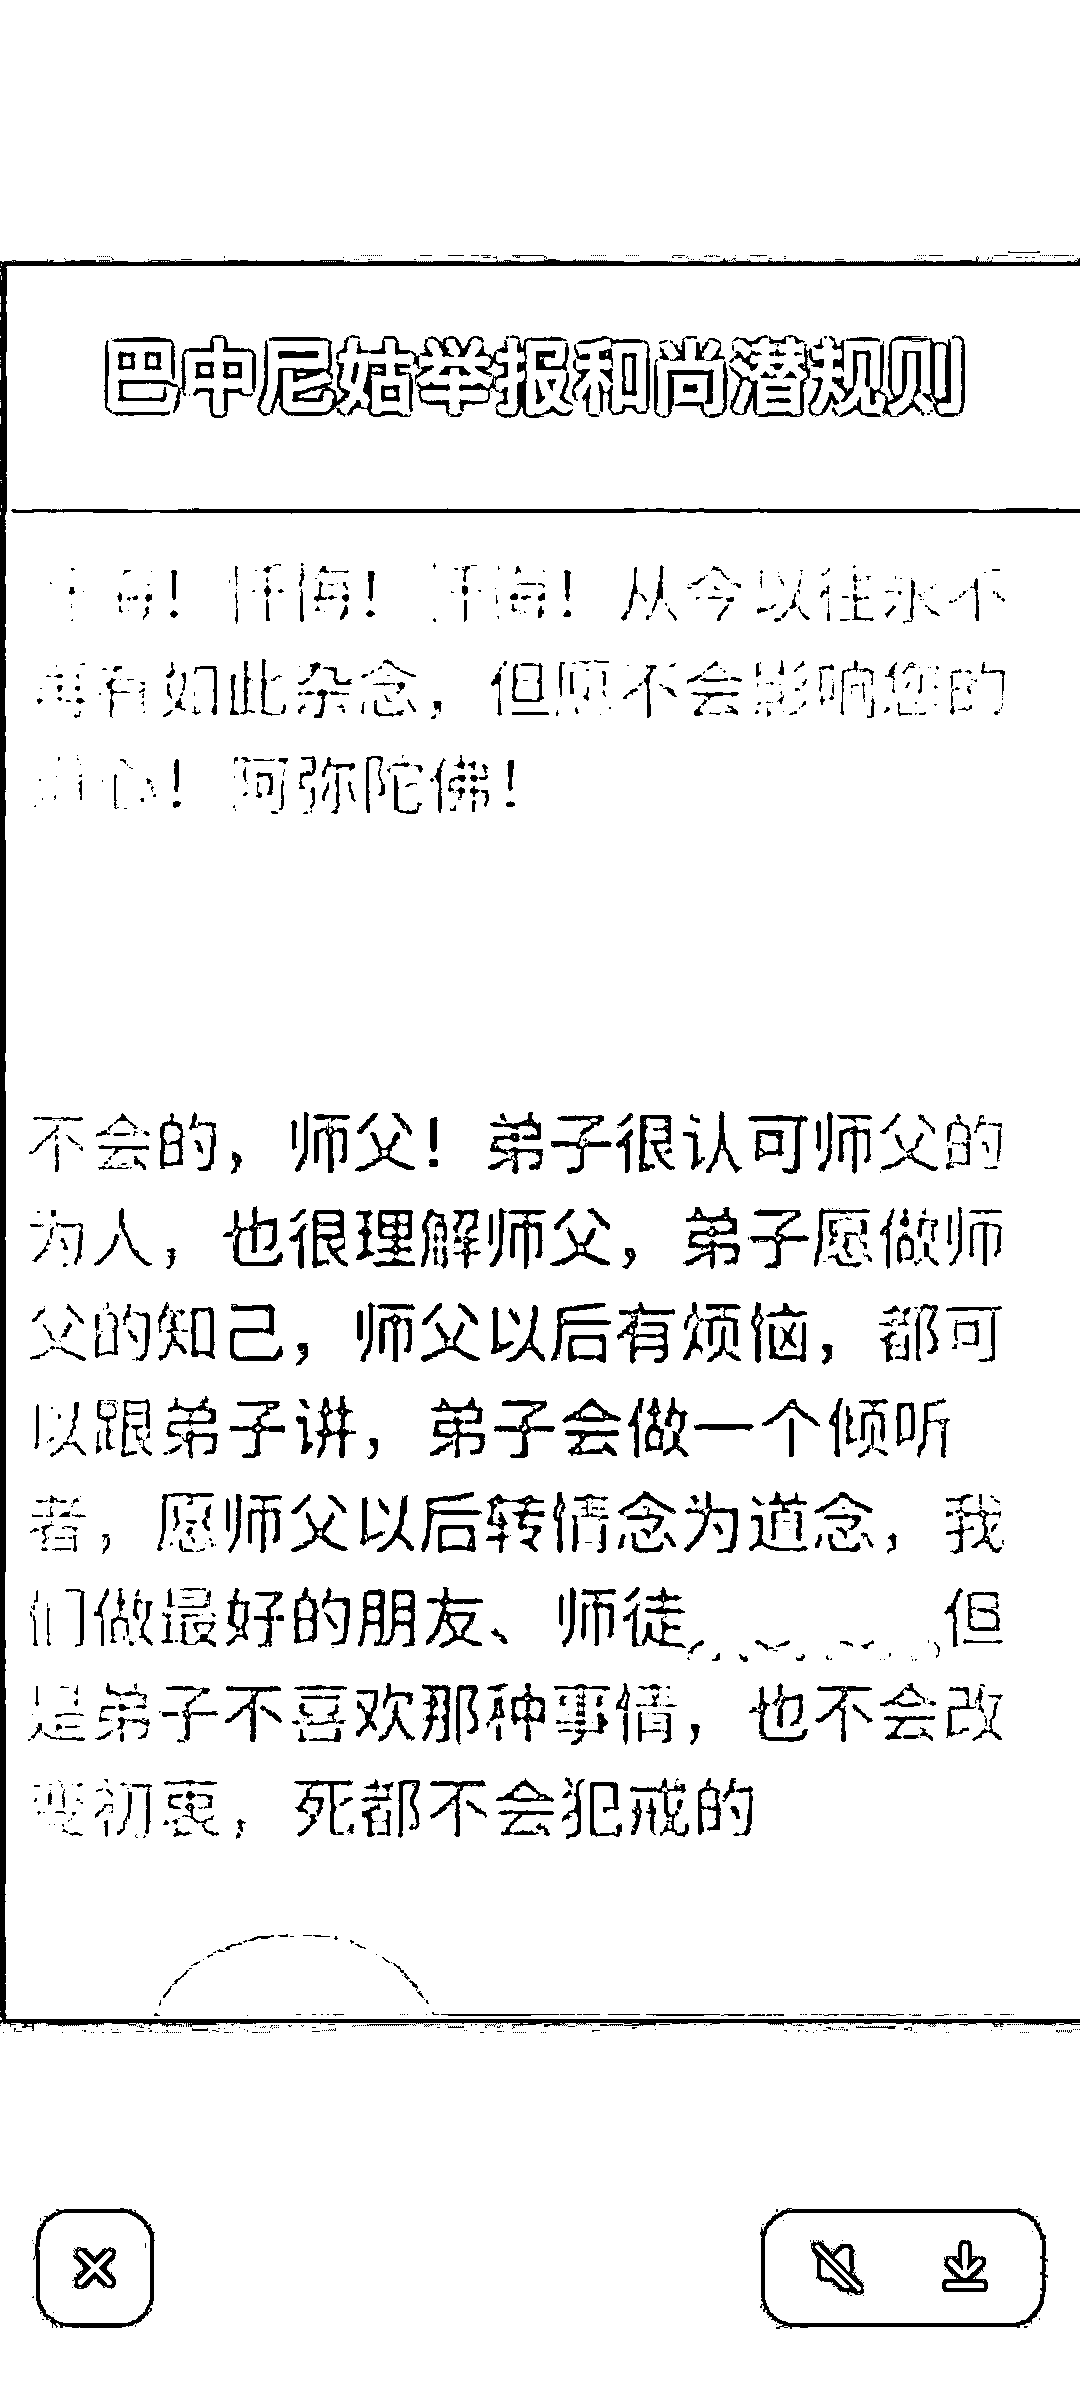 巴中尼姑举报和尚潜规则
忏悔！忏悔！忏悔！从今以往永不
再有如此杂念，但愿不会影响您的
道心！阿弥陀佛！
不会的，师父！弟子很认可师父的
为人，也很理解师父，弟子愿做师
父的知己，师父以后有烦恼，都可
以跟弟子讲，弟子会做一个倾听
者，愿师父以后转情念为道念，我
们做最好的朋友、师徒 但
是弟子不喜欢那种事情，也不会改
变初衷，死都不会犯戒的